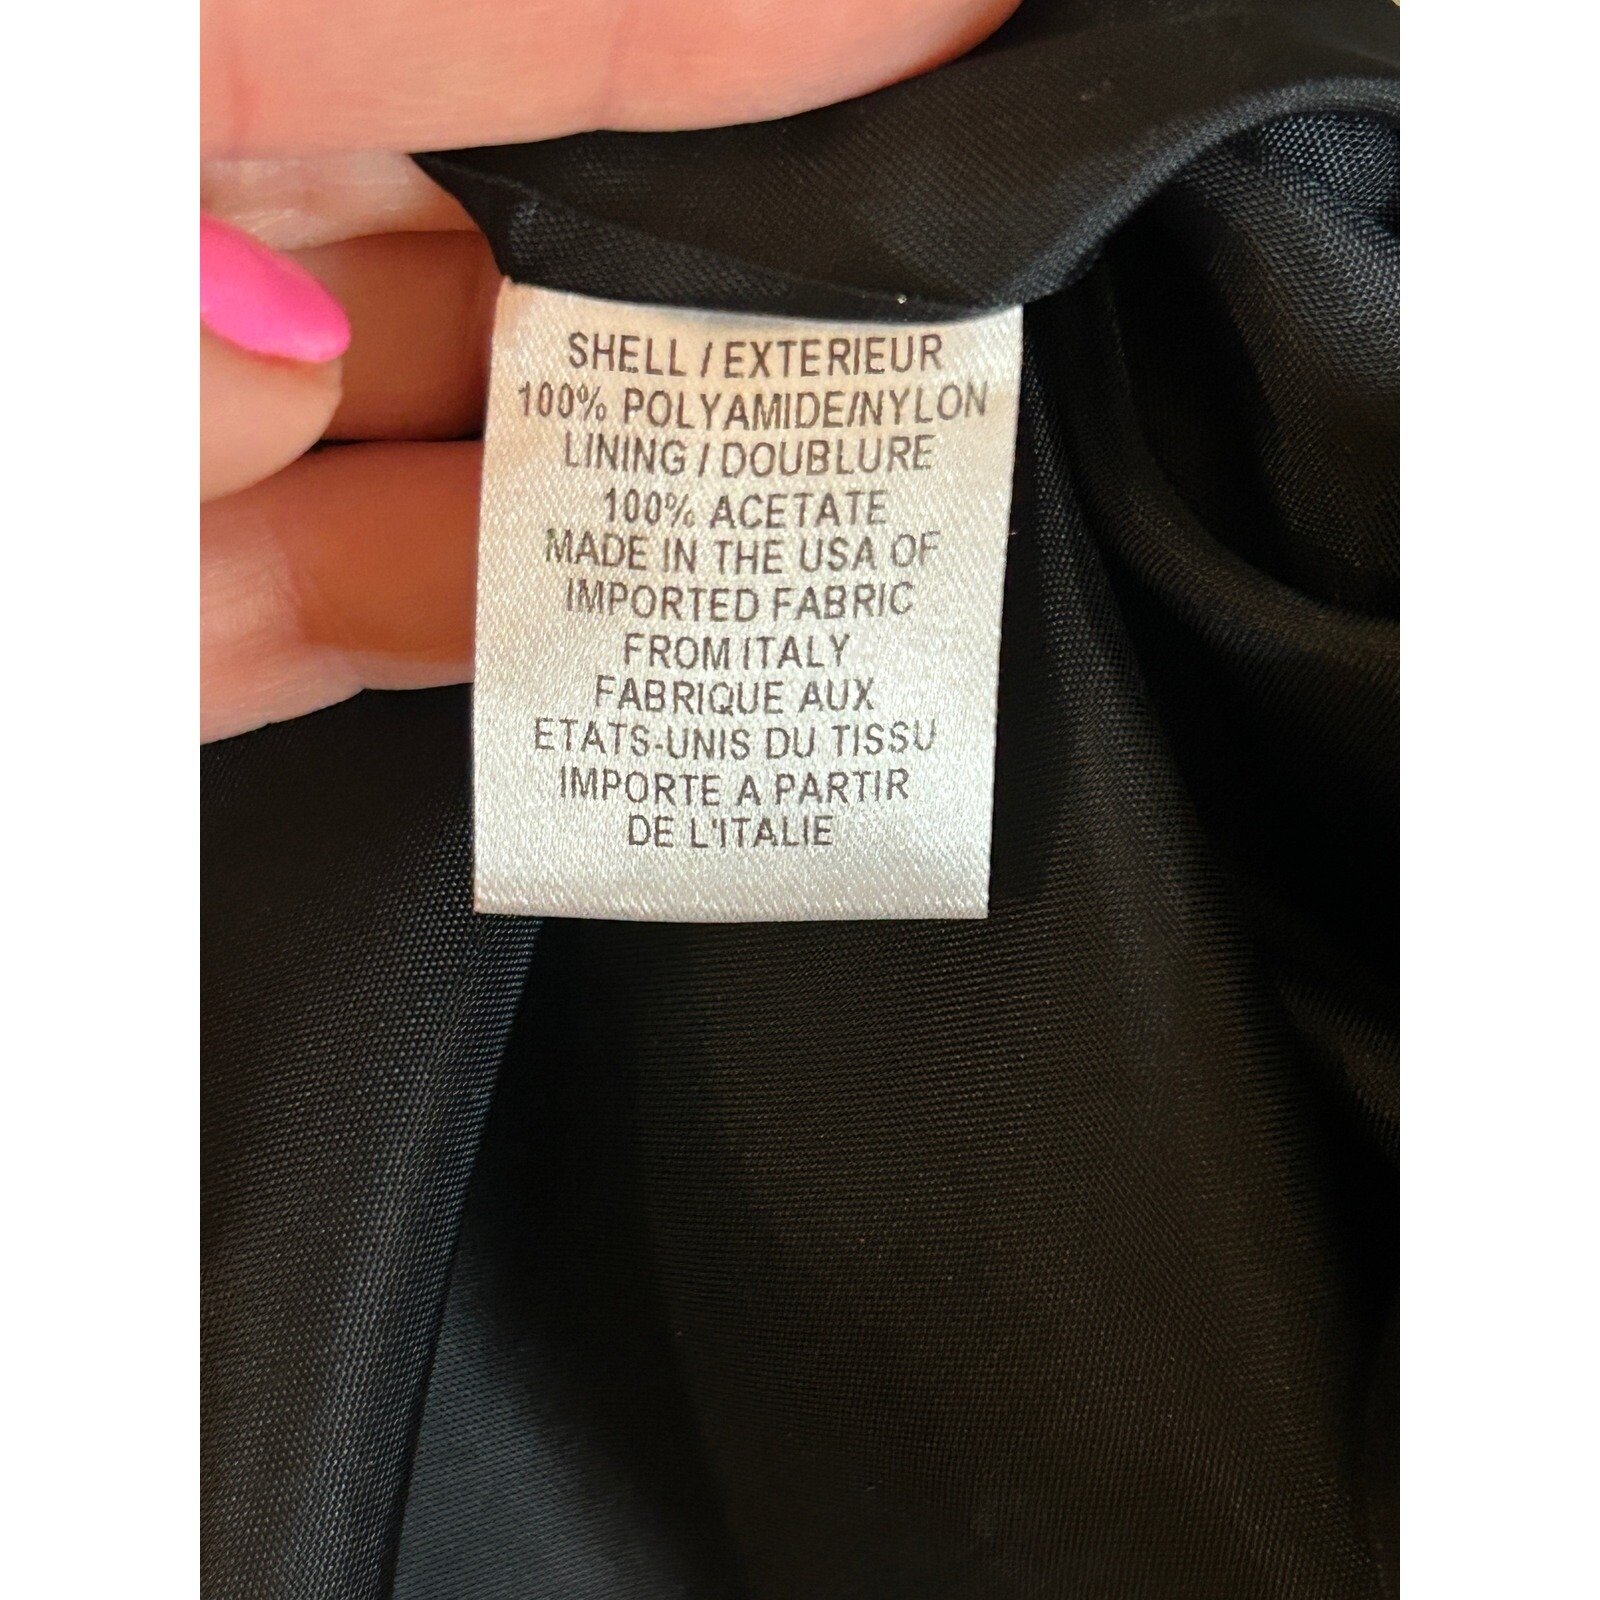 SHELL / EXTERIEUR
100% POLYAMIDE/NYLON
LINING / DOUBLURE
100% ACETATE
MADE IN THE USA OF
IMPORTED FABRIC
FROM ITALY
FABRIQUE AUX
ETATS-UNIS DU TISSU
IMPORTE A PARTIR
DE L'ITALIE